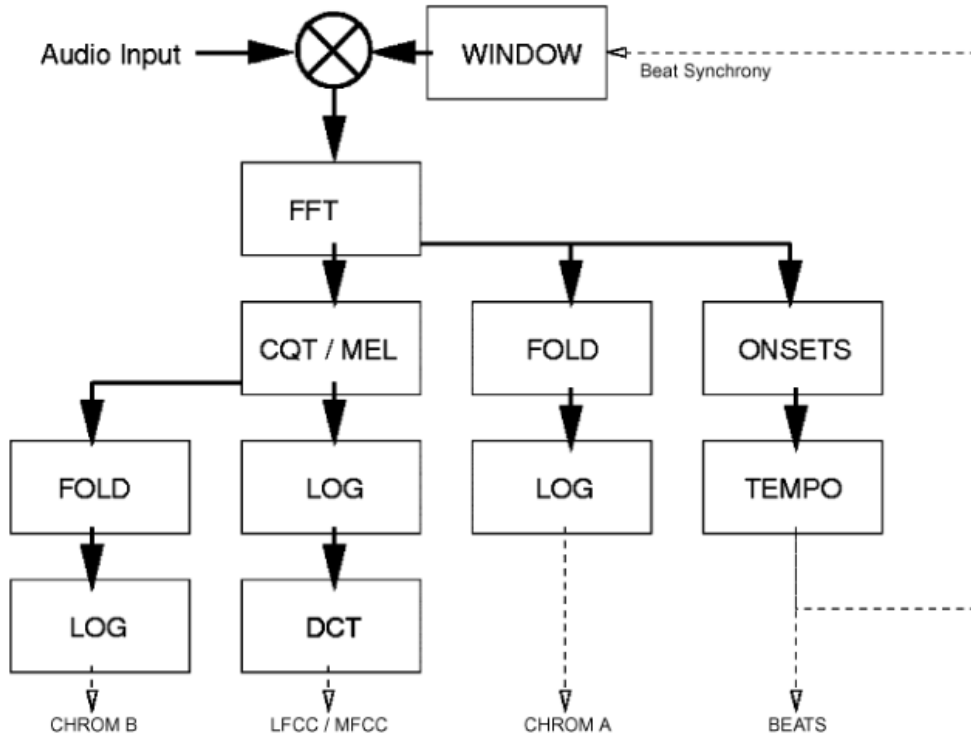 Audio Input
WINDOW
Beat Synchrony
FFT
CQT / MEL
FOLD
ONSETS
FOLD
LOG
LOG
TEMPO
LOG
DCT
CHROM B
LFCC / MFCC
CHROM A
BEATS